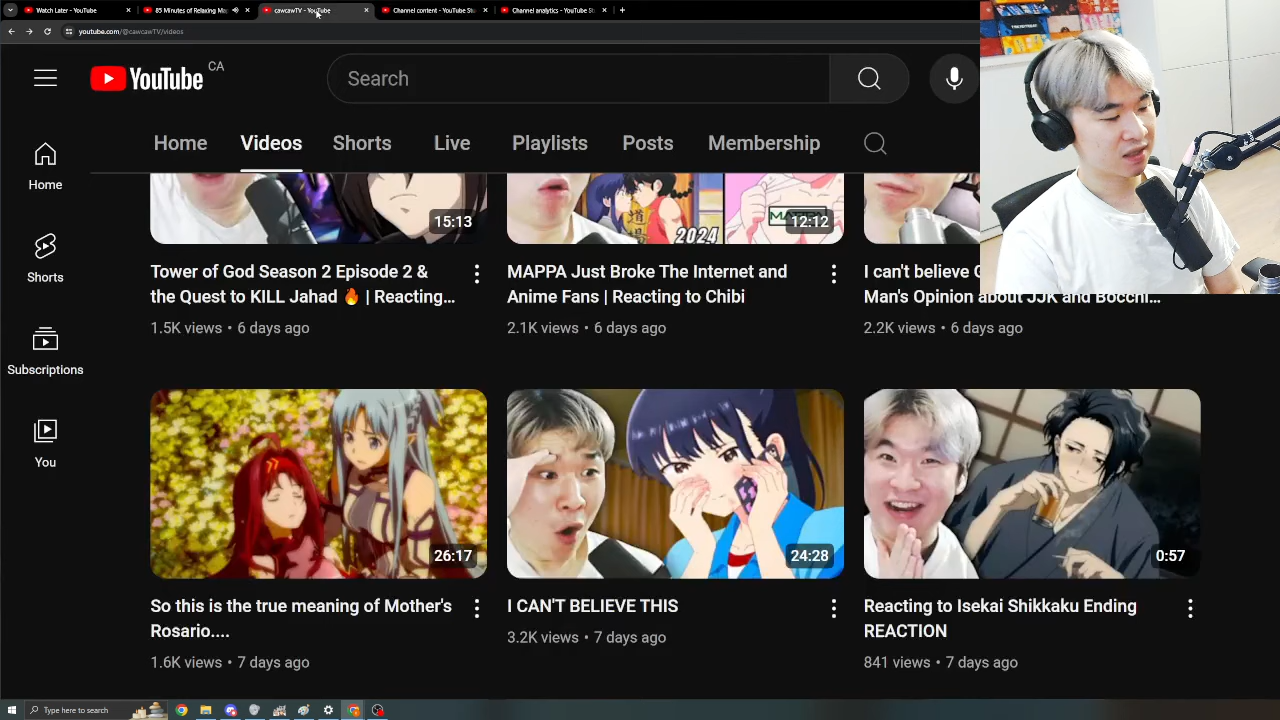 Watch Later - YouTube
85 Minutes of Relaxing Ma
cawcawTV - YouTube
Channel content - YouTube Stu
Channel analytics - YouTube St
youtube.com/@cawcawTV/videos
YouTube CA
Search
Home
Videos
Shorts
Live
Playlists
Posts
Membership
Home
Shorts
Subscriptions
You
15:13
2024
12:12
Tower of God Season 2 Episode 2 &
the Quest to KILL Jahad 🔥 | Reacting...
1.5K views • 6 days ago
MAPPA Just Broke The Internet and
Anime Fans | Reacting to Chibi
2.1K views • 6 days ago
I can't believe
Man's Opinion about JJK and Bocchi...
2.2K views • 6 days ago
26:17
So this is the true meaning of Mother's
Rosario....
1.6K views • 7 days ago
24:28
I CAN'T BELIEVE THIS
3.2K views • 7 days ago
0:57
Reacting to Isekai Shikkaku Ending
REACTION
841 views • 7 days ago
Type here to search